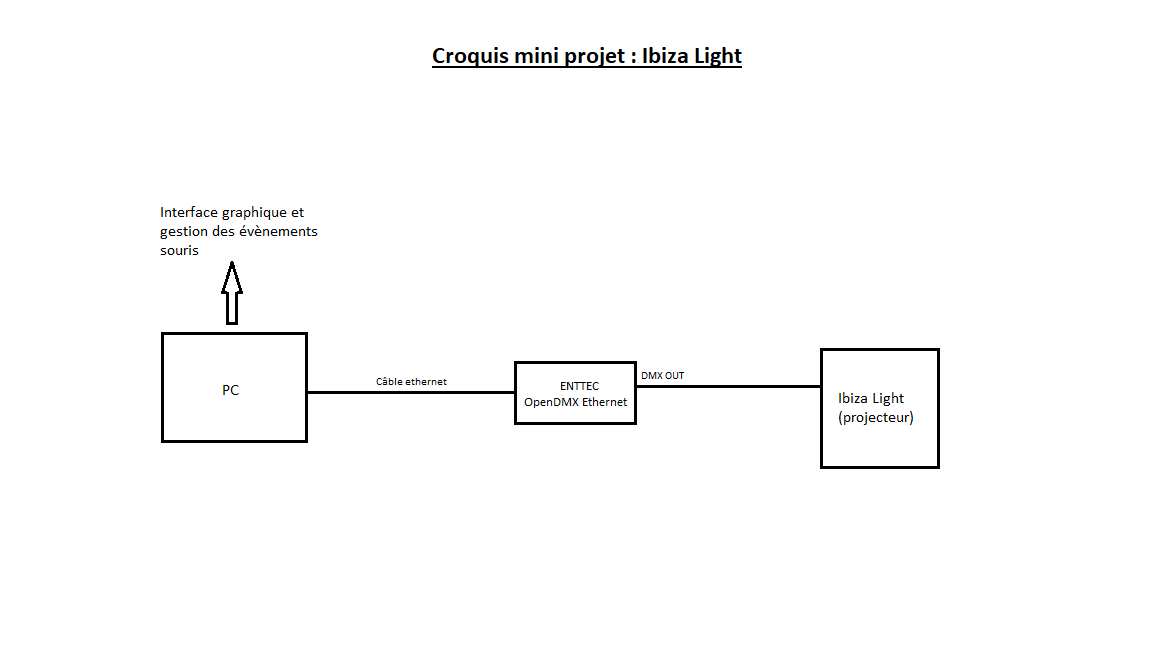 Croquis mini projet : Ibiza Light
Interface graphique et
gestion des évènements
souris
PC
Câble ethernet
ENTTEC
OpenDMX Ethernet
DMX OUT
Ibiza Light
(projecteur)